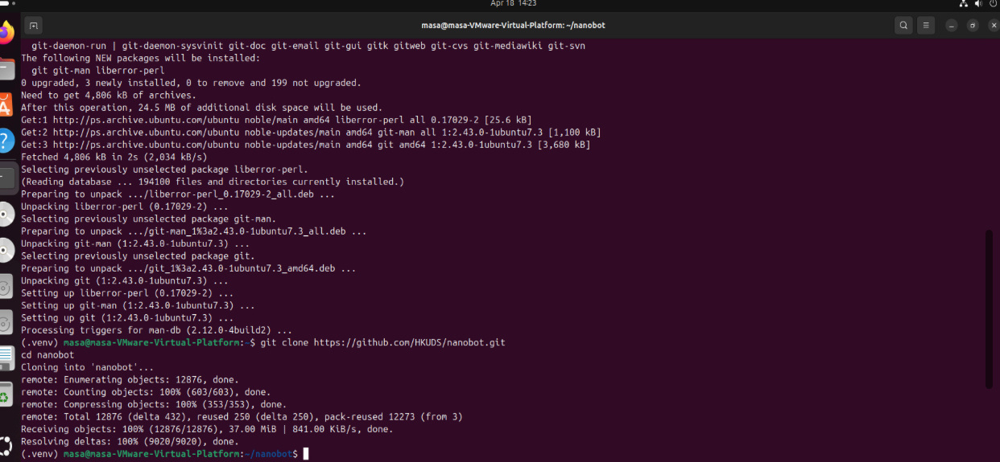 Apr 18 14:23
masa@masa-VMware-Virtual-Platform: ~/nanobot
git-daemon-run | git-daemon-sysvinit git-doc git-email git-gui gitk gitweb git-cvs git-mediawiki git-svn
The following NEW packages will be installed:
git git-man liberror-perl
0 upgraded, 3 newly installed, 0 to remove and 199 not upgraded.
Need to get 4,806 kB of archives.
After this operation, 24.5 MB of additional disk space will be used.
Get:1 http://ps.archive.ubuntu.com/ubuntu noble/main amd64 liberror-perl all 0.17029-2 [25.6 kB]
Get:2 http://ps.archive.ubuntu.com/ubuntu noble-updates/main amd64 git-man all 1:2.43.0-1ubuntu7.3 [1,100 kB]
Get:3 http://ps.archive.ubuntu.com/ubuntu noble-updates/main amd64 git amd64 1:2.43.0-1ubuntu7.3 [3,680 kB]
Fetched 4,806 kB in 2s (2,034 kB/s)
Selecting previously unselected package liberror-perl.
(Reading database ... 194100 files and directories currently installed.)
Preparing to unpack .../liberror-perl_0.17029-2_all.deb ...
Unpacking liberror-perl (0.17029-2) ...
Selecting previously unselected package git-man.
Preparing to unpack .../git-man_1%3a2.43.0-1ubuntu7.3_all.deb ...
Unpacking git-man (1:2.43.0-1ubuntu7.3) ...
Selecting previously unselected package git.
Preparing to unpack .../git_1%3a2.43.0-1ubuntu7.3_amd64.deb ...
Unpacking git (1:2.43.0-1ubuntu7.3) ...
Setting up liberror-perl (0.17029-2) ...
Setting up git-man (1:2.43.0-1ubuntu7.3) ...
Setting up git (1:2.43.0-1ubuntu7.3) ...
Processing triggers for man-db (2.12.0-4build2) ...
(.venv) masa@masa-VMware-Virtual-Platform:~$ git clone https://github.com/HKUDS/nanobot.git
cd nanobot
Cloning into 'nanobot'...
remote: Enumerating objects: 12876, done.
remote: Counting objects: 100% (603/603), done.
remote: Compressing objects: 100% (353/353), done.
remote: Total 12876 (delta 432), reused 250 (delta 250), pack-reused 12273 (from 3)
Receiving objects: 100% (12876/12876), 37.00 MiB | 841.00 KiB/s, done.
Resolving deltas: 100% (9020/9020), done.
(.venv) masa@masa-VMware-Virtual-Platform:~/nanobot$